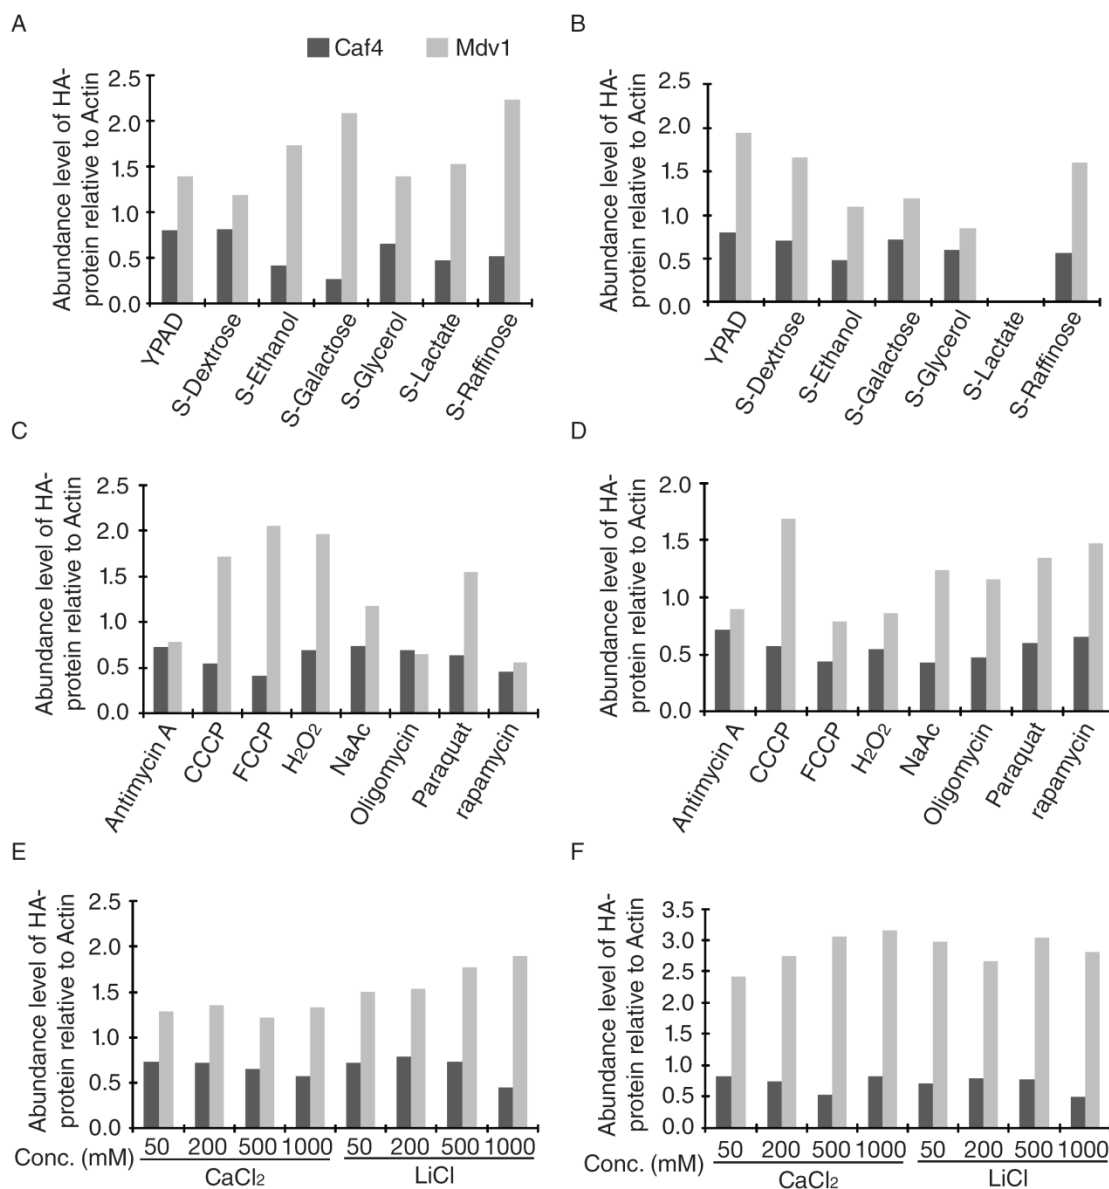 A
B
Caf4 Mdv1
Abundance level of HA-
protein relative to Actin
2.5
2.0
1.5
1.0
0.5
0.0
YPAD
S-Dextrose
S-Ethanol
S-Galactose
S-Glycerol
S-Lactate
S-Raffinose
Abundance level of HA-
protein relative to Actin
2.5
2.0
1.5
1.0
0.5
0.0
YPAD
S-Dextrose
S-Ethanol
S-Galactose
S-Glycerol
S-Lactate
S-Raffinose
C
D
Abundance level of HA-
protein relative to Actin
2.5
2.0
1.5
1.0
0.5
0.0
Antimycin A
CCCP
FCCP
H₂O₂
NaAc
Oligomycin
Paraquat
rapamycin
Abundance level of HA-
protein relative to Actin
2.0
1.5
1.0
0.5
0.0
Antimycin A
CCCP
FCCP
H₂O₂
NaAc
Oligomycin
Paraquat
rapamycin
E
F
Abundance level of HA-
protein relative to Actin
2.5
2.0
1.5
1.0
0.5
0.0
Conc. (mM) 50 200 500 1000 50 200 500 1000
CaCl₂ LiCl
Abundance level of HA-
protein relative to Actin
3.5
3.0
2.5
2.0
1.5
1.0
0.5
0.0
Conc. (mM) 50 200 500 1000 50 200 500 1000
CaCl₂ LiCl